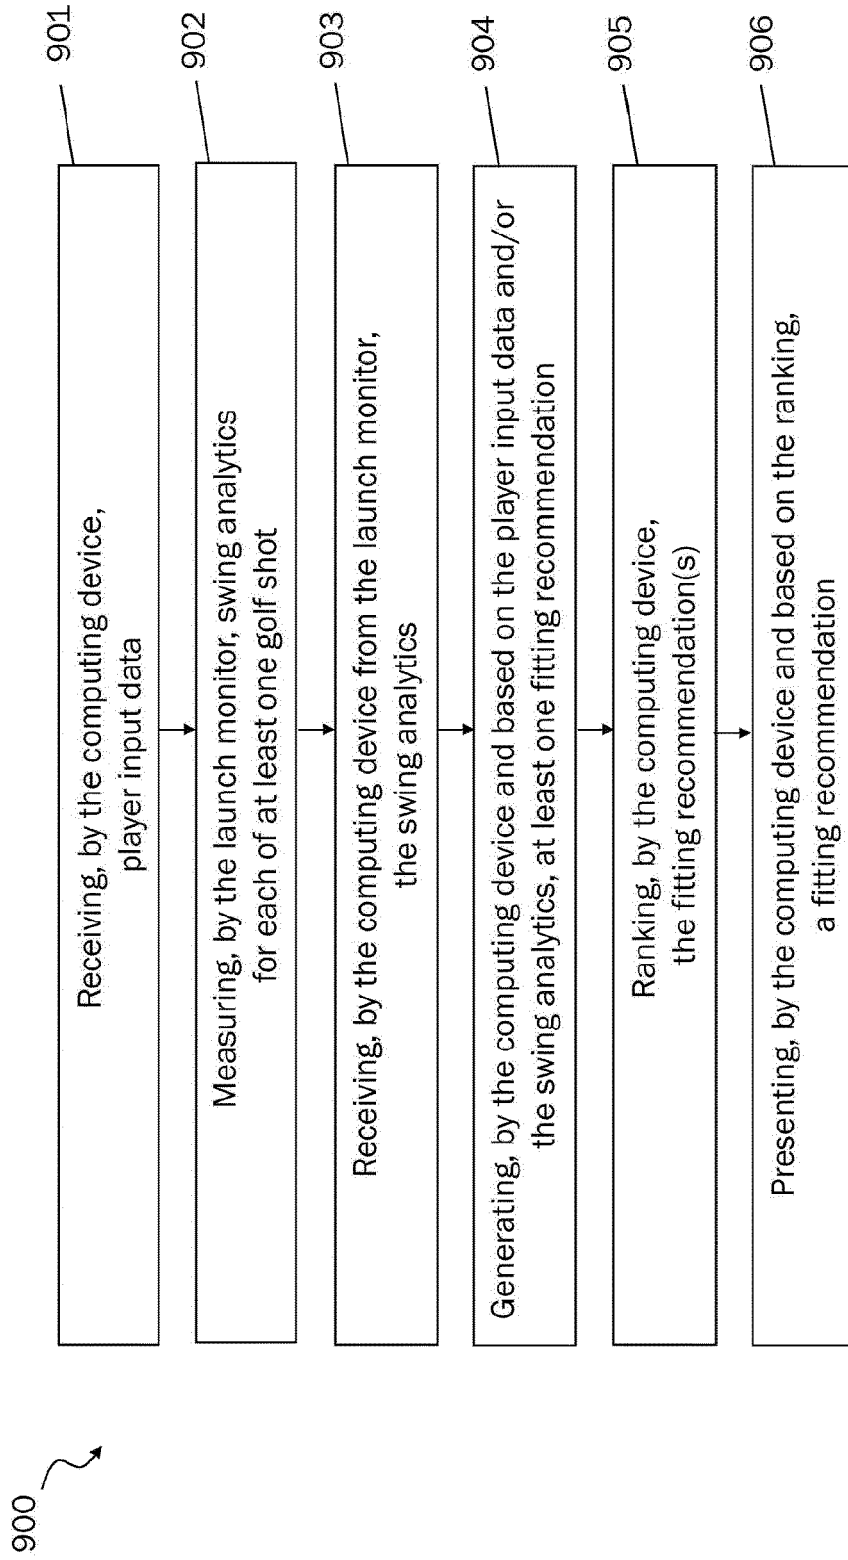 900
901
Receiving, by the computing device,
player input data
902
Measuring, by the launch monitor, swing analytics
for each of at least one golf shot
903
Receiving, by the computing device from the launch monitor,
the swing analytics
904
Generating, by the computing device and based on the player input data and/or
the swing analytics, at least one fitting recommendation
905
Ranking, by the computing device,
the fitting recommendation(s)
906
Presenting, by the computing device and based on the ranking,
a fitting recommendation